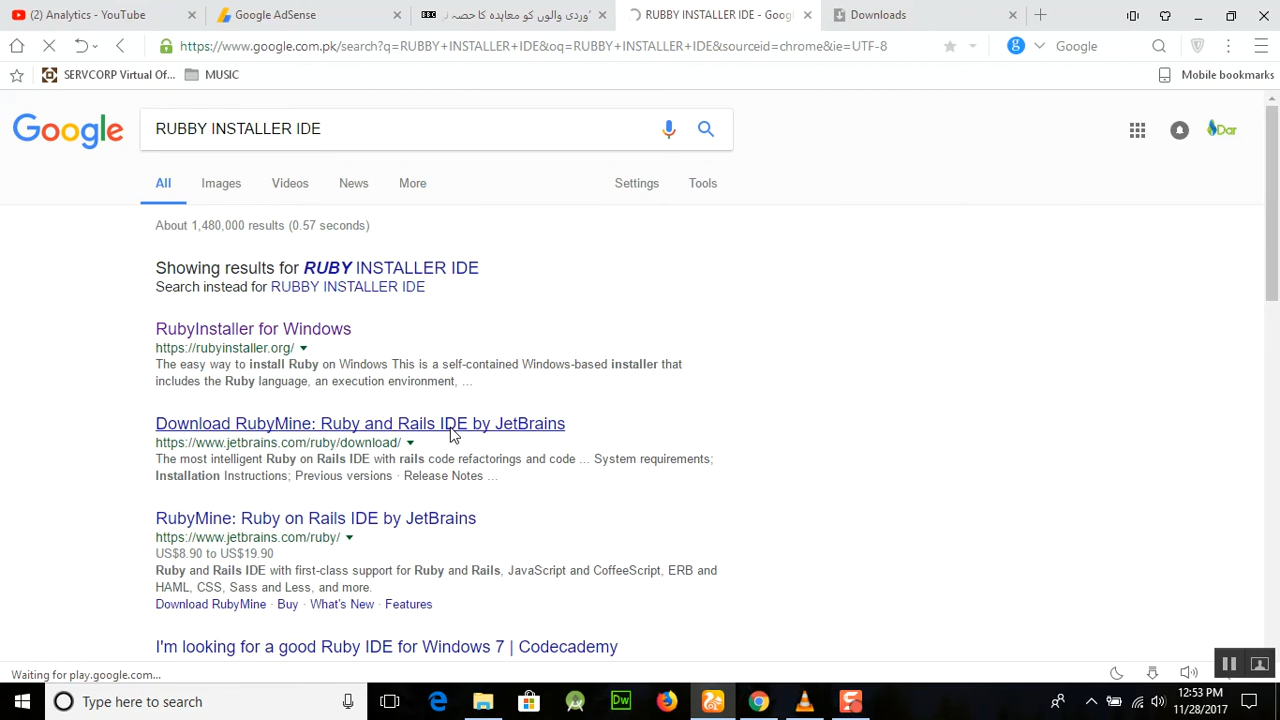 (2) Analytics - YouTube
Google AdSense
BBC وردی والوں کو معاہدہ کا حصہ
RUBBY INSTALLER IDE - Goog
Downloads
https://www.google.com.pk/search?q=RUBBY+INSTALLER+IDE&oq=RUBBY+INSTALLER+IDE&sourceid=chrome&ie=UTF-8
g
Google
SERVCORP Virtual Of...
MUSIC
Mobile bookmarks
Google
RUBBY INSTALLER IDE
Dar
All
Images
Videos
News
More
Settings
Tools
About 1,480,000 results (0.57 seconds)
Showing results for RUBY INSTALLER IDE
Search instead for RUBBY INSTALLER IDE
RubyInstaller for Windows
https://rubyinstaller.org/
The easy way to install Ruby on Windows This is a self-contained Windows-based installer that
includes the Ruby language, an execution environment, ...
Download RubyMine: Ruby and Rails IDE by JetBrains
https://www.jetbrains.com/ruby/download/
The most intelligent Ruby on Rails IDE with rails code refactorings and code ... System requirements;
Installation Instructions; Previous versions · Release Notes ...
RubyMine: Ruby on Rails IDE by JetBrains
https://www.jetbrains.com/ruby/
US$8.90 to US$19.90
Ruby and Rails IDE with first-class support for Ruby and Rails, JavaScript and CoffeeScript, ERB and
HAML, CSS, Sass and Less, and more.
Download RubyMine · Buy · What's New · Features
I'm looking for a good Ruby IDE for Windows 7 | Codecademy
Waiting for play.google.com...
Type here to search
Dw
12:53 PM
11/28/2017